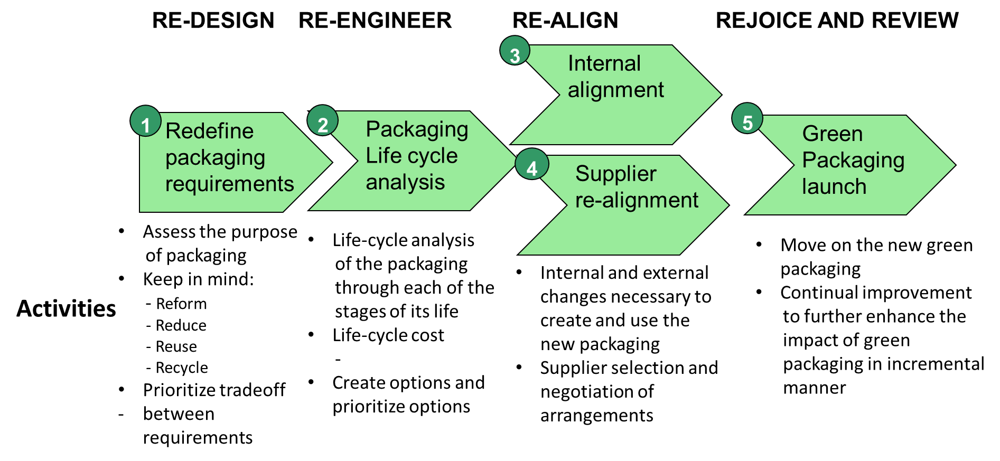 RE-DESIGN
RE-ENGINEER
RE-ALIGN
REJOICE AND REVIEW
1
Redefine
packaging
requirements
2
Packaging
Life cycle
analysis
3
Internal
alignment
4
Supplier
re-alignment
5
Green
Packaging
launch
Activities
• Assess the purpose
of packaging
• Keep in mind:
- Reform
- Reduce
- Reuse
- Recycle
• Prioritize tradeoff
- between
requirements
• Life-cycle analysis
of the packaging
through each of the
stages of its life
• Life-cycle cost
-
• Create options and
prioritize options
• Internal and external
changes necessary to
create and use the
new packaging
• Supplier selection and
negotiation of
arrangements
• Move on the new green
packaging
• Continual improvement
to further enhance the
impact of green
packaging in incremental
manner